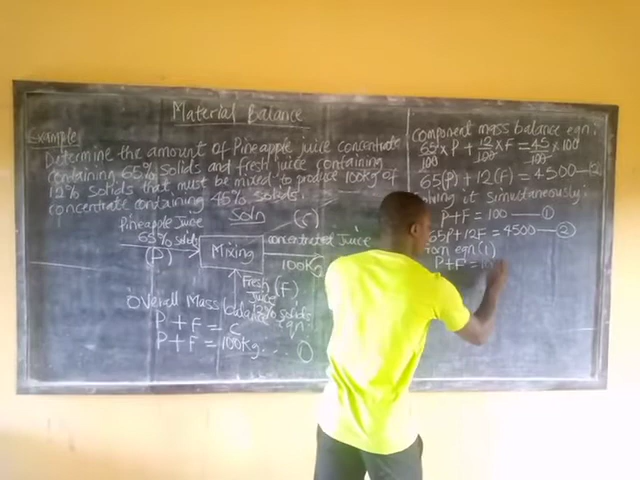 Material Balance
Example
Determine the amount of Pineapple juice concentrate
containing 65% Solids and fresh juice containing
12% solids that must be mixed to produce 100kg of
concentrate containing 45% solids.
Soln
Pineapple Juice
65% solids
(P)
Mixing
(C)
concentrated Juice
100Kg
Fresh (F)
Juice
12% solids
Overall Mass balance eqn:
P + F = C
P + F = 100Kg ... 1
Component mass balance eqn:
65/100 x P + 12/100 x F = 45/100 x 100
65(P) + 12(F) = 4500 — (2)
it simultaneously:
P+F = 100 — 1
65P + 12F = 4500 — 2
from eqn (1)
P+F = 10